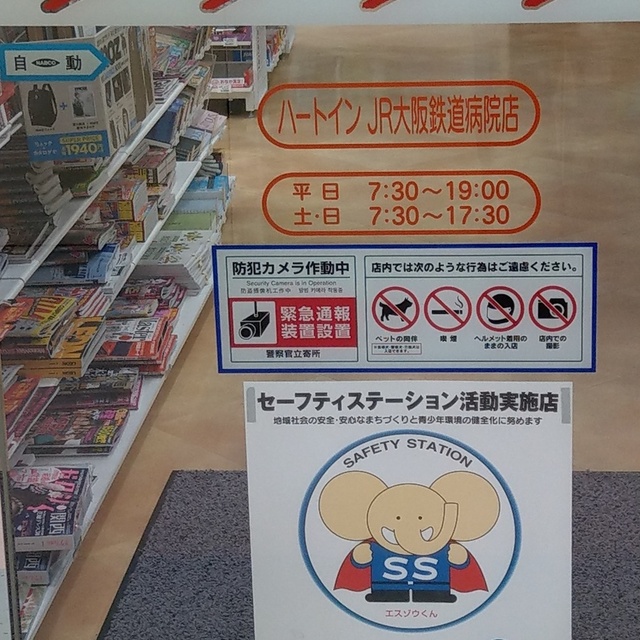 自 NABCO 動
SUPER PRICE
1940
ハートイン JR大阪鉄道病院店
平日 7:30～19:00
土・日 7:30～17:30
防犯カメラ作動中
Security Camera is in Operation
緊急通報
装置設置
警察官立寄所
店内では次のような行為はご遠慮ください。
ペットの同伴
喫煙
ヘルメット着用の
ままの入店
店内での
撮影
セーフティステーション活動実施店
地域社会の安全・安心なまちづくりと青少年環境の健全化に努めます
SAFETY STATION
SS
エスゾウくん